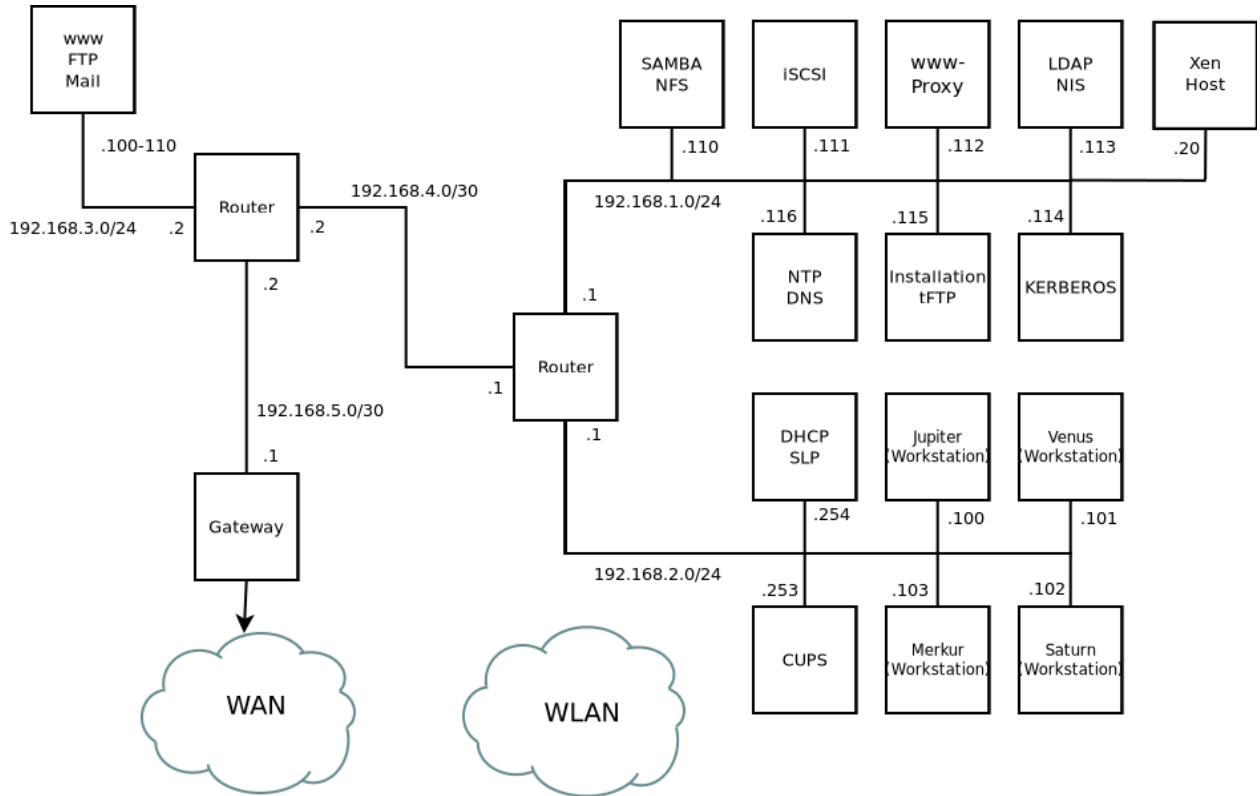 www
FTP
Mail
.100-110
192.168.3.0/24
.2
Router
.2
.2
192.168.4.0/30
192.168.5.0/30
.1
Gateway
WAN
WLAN
.1
Router
.1
.1
SAMBA
NFS
.110
iSCSI
.111
www-
Proxy
.112
LDAP
NIS
.113
Xen
Host
.20
192.168.1.0/24
.116
NTP
DNS
.115
Installation
tFTP
.114
KERBEROS
DHCP
SLP
.254
Jupiter
(Workstation)
.100
Venus
(Workstation)
.101
192.168.2.0/24
.253
CUPS
.103
Merkur
(Workstation)
.102
Saturn
(Workstation)